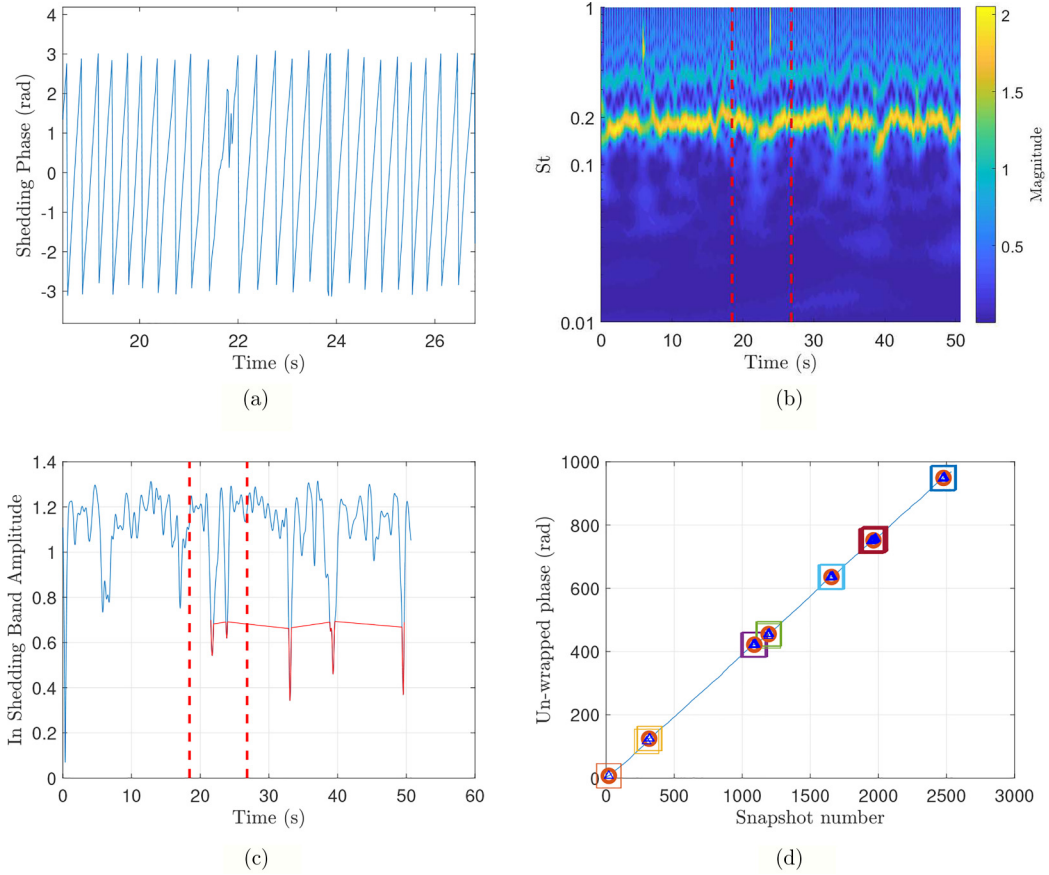 4
3
2
1
0
-1
-2
-3
Shedding Phase (rad)
20 22 24 26
Time (s)
(a)
1
0.2
0.1
0.01
St
0 10 20 30 40 50
Time (s)
2
1.5
1
0.5
Magnitude
(b)
1.4
1.2
1
0.8
0.6
0.4
0.2
0
In Shedding Band Amplitude
0 10 20 30 40 50 60
Time (s)
(c)
1000
800
600
400
200
0
Un-wrapped phase (rad)
0 500 1000 1500 2000 2500 3000
Snapshot number
(d)